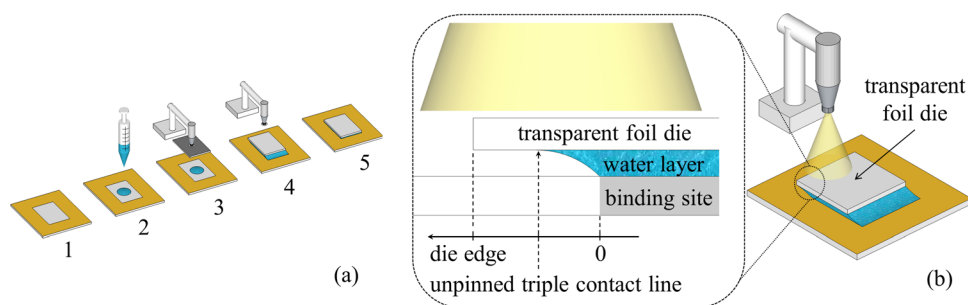 1
2
3
4
5
(a)
transparent foil die
water layer
binding site
die edge
0
unpinned triple contact line
transparent
foil die
(b)